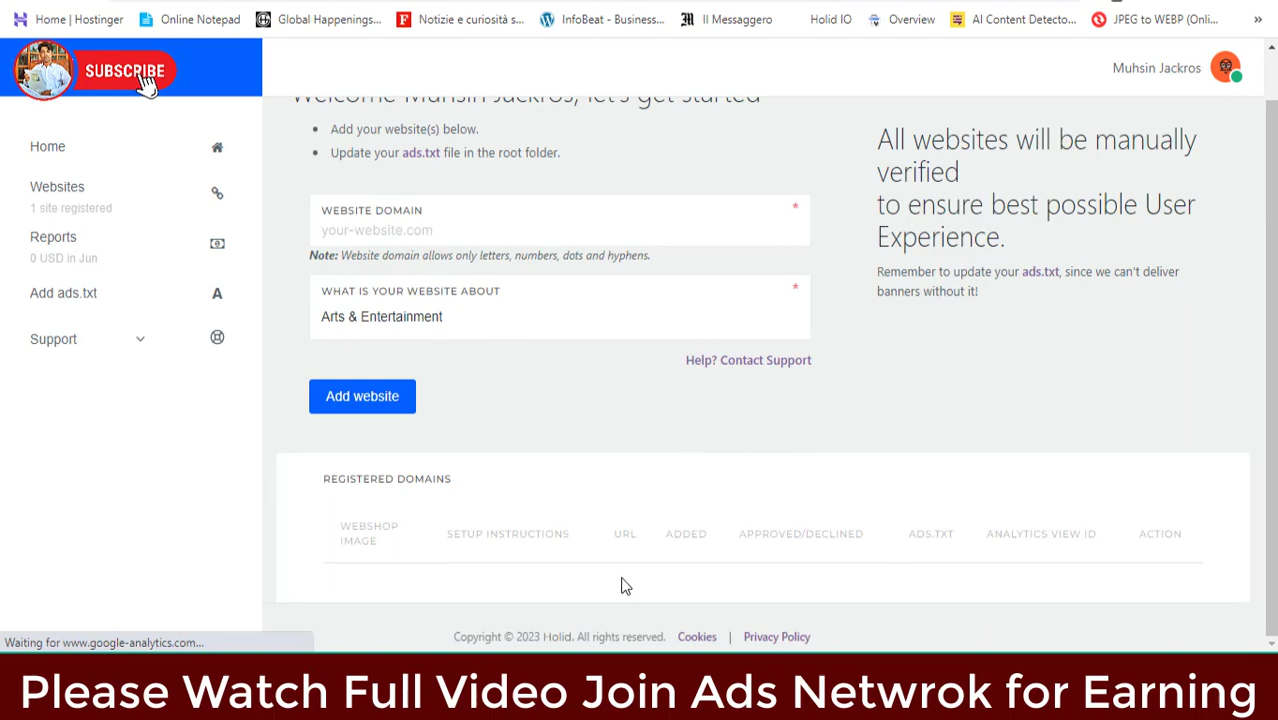 Home | Hostinger
Online Notepad
Global Happenings...
Notizie e curiosità s...
InfoBeat - Business...
Il Messaggero
Holid IO
Overview
AI Content Detecto...
JPEG to WEBP (Onli...
»
SUBSCRIBE
Muhsin Jackros
Home
Websites
1 site registered
Reports
0 USD in Jun
Add ads.txt
A
Support
Welcome Muhsin Jackros, let's get started
Add your website(s) below.
Update your ads.txt file in the root folder.
WEBSITE DOMAIN *
your-website.com
Note: Website domain allows only letters, numbers, dots and hyphens.
WHAT IS YOUR WEBSITE ABOUT *
Arts & Entertainment
Help? Contact Support
Add website
All websites will be manually
verified
to ensure best possible User
Experience.
Remember to update your ads.txt, since we can't deliver
banners without it!
REGISTERED DOMAINS
WEBSHOP
IMAGE
SETUP INSTRUCTIONS
URL
ADDED
APPROVED/DECLINED
ADS.TXT
ANALYTICS VIEW ID
ACTION
Copyright © 2023 Holid. All rights reserved. Cookies | Privacy Policy
Waiting for www.google-analytics.com...
Please Watch Full Video Join Ads Netwrok for Earning